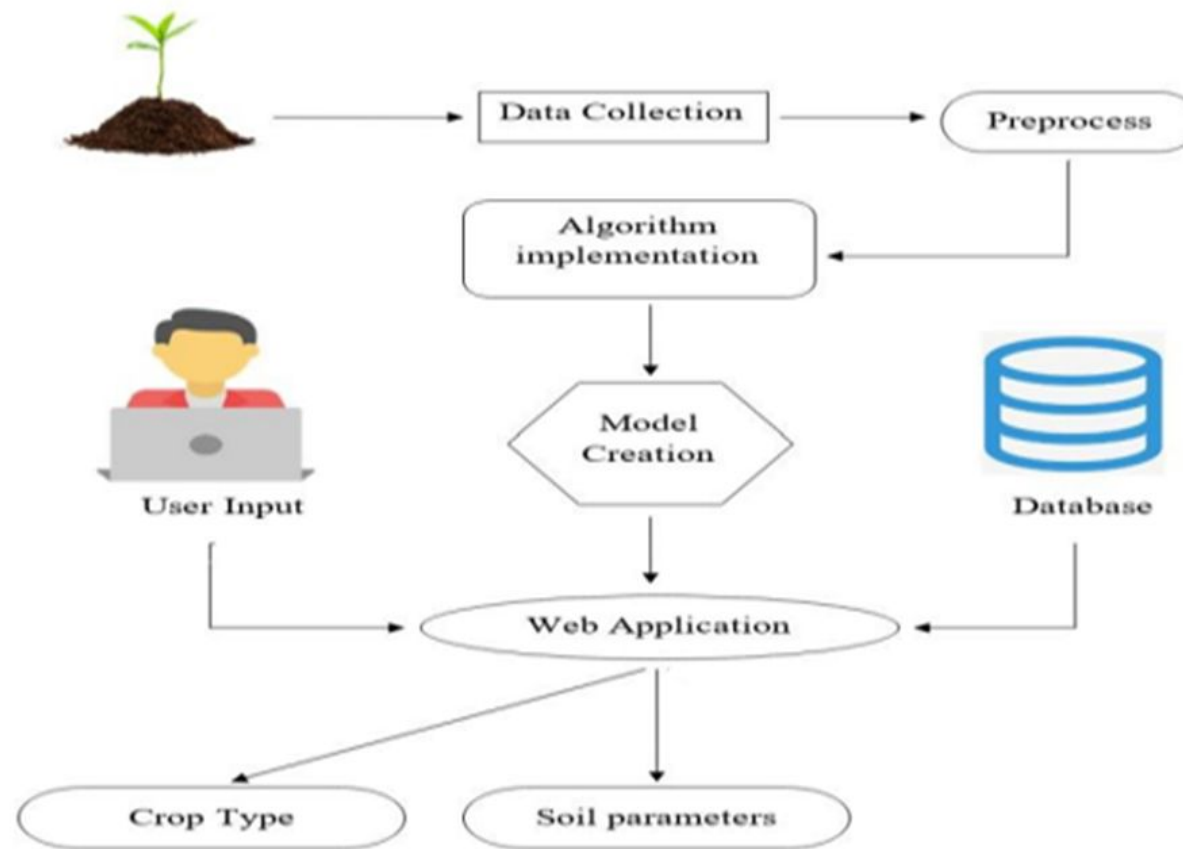 Data Collection
Preprocess
Algorithm
implementation
Model
Creation
User Input
Database
Web Application
Crop Type
Soil parameters